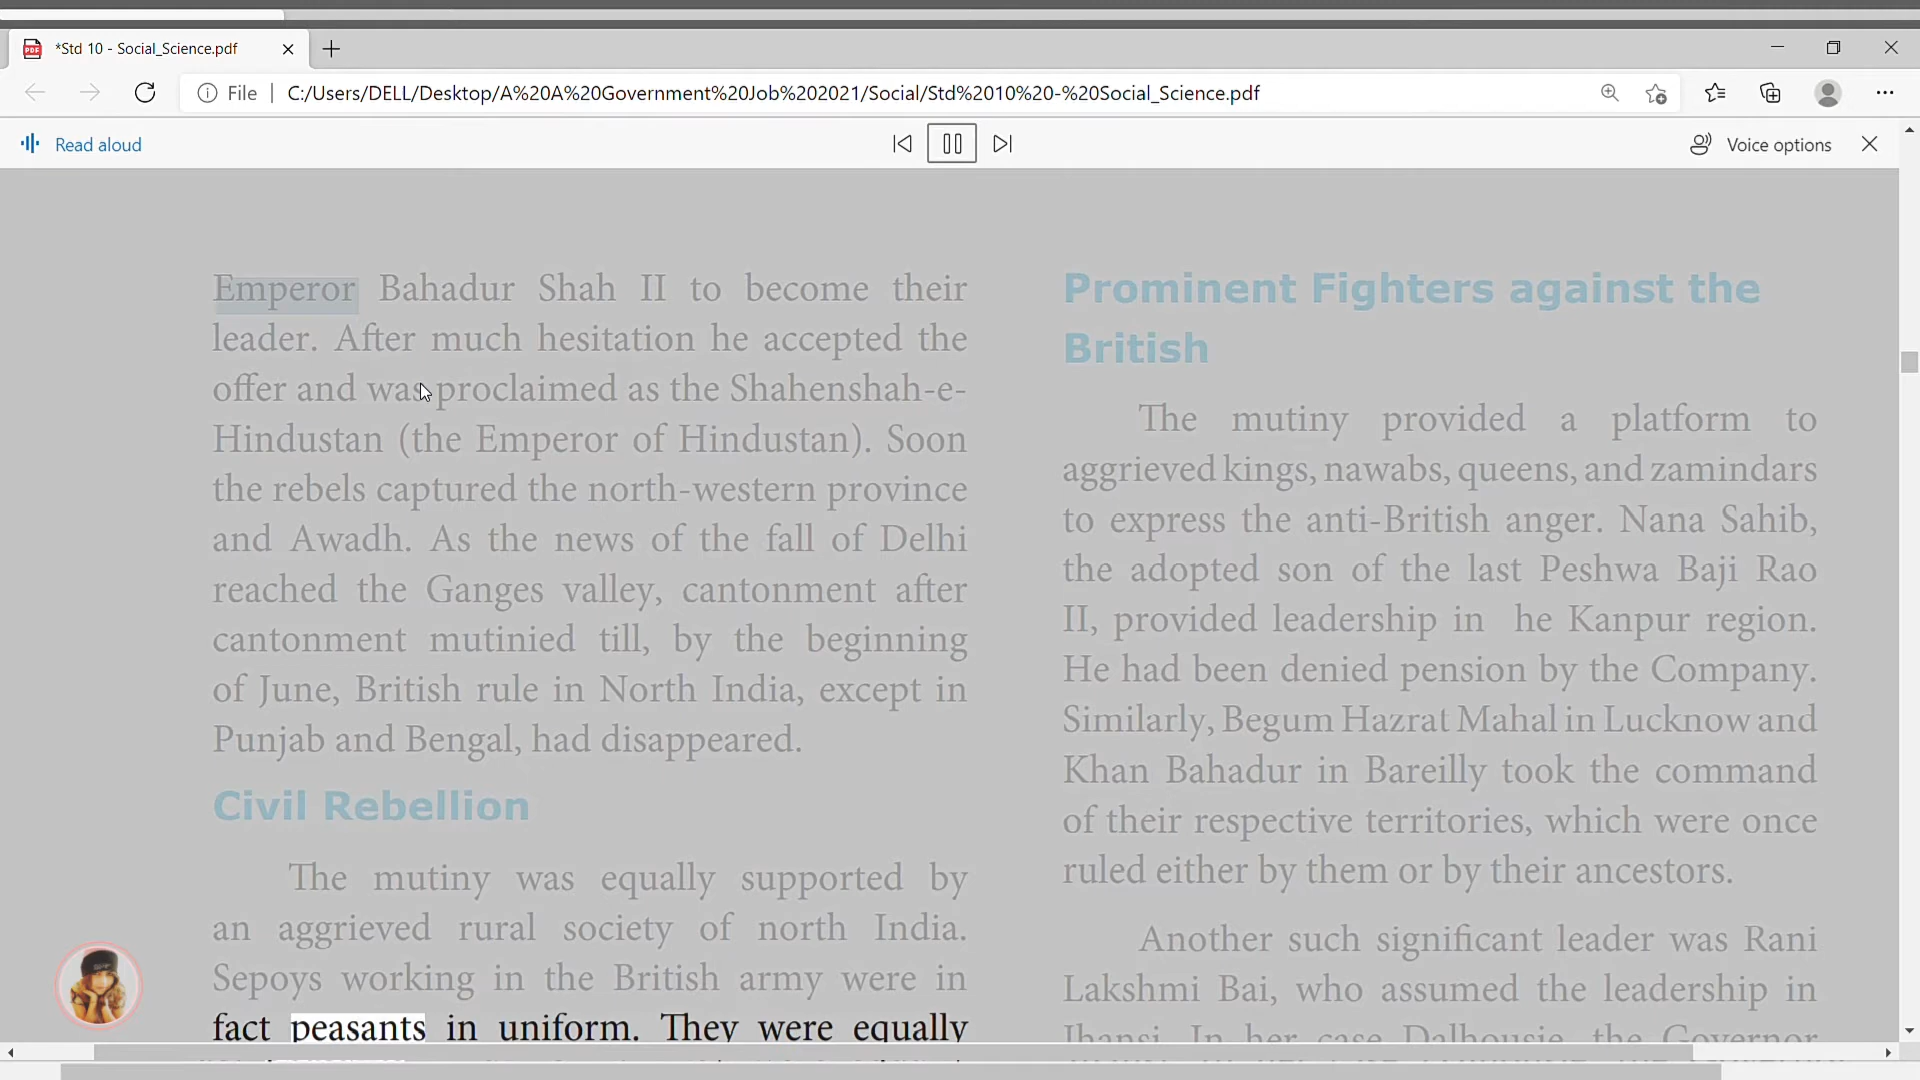 *Std 10 - Social_Science.pdf
File
C:/Users/DELL/Desktop/A%20A%20Government%20Job%202021/Social/Std%2010%20-%20Social_Science.pdf
Read aloud
Voice options
Emperor Bahadur Shah II to become their
leader. After much hesitation he accepted the
offer and was proclaimed as the Shahenshah-e-
Hindustan (the Emperor of Hindustan). Soon
the rebels captured the north-western province
and Awadh. As the news of the fall of Delhi
reached the Ganges valley, cantonment after
cantonment mutinied till, by the beginning
of June, British rule in North India, except in
Punjab and Bengal, had disappeared.
Civil Rebellion
The mutiny was equally supported by
an aggrieved rural society of north India.
Sepoys working in the British army were in
fact peasants in uniform. They were equally
Prominent Fighters against the
British
The mutiny provided a platform to
aggrieved kings, nawabs, queens, and zamindars
to express the anti-British anger. Nana Sahib,
the adopted son of the last Peshwa Baji Rao
II, provided leadership in he Kanpur region.
He had been denied pension by the Company.
Similarly, Begum Hazrat Mahal in Lucknow and
Khan Bahadur in Bareilly took the command
of their respective territories, which were once
ruled either by them or by their ancestors.
Another such significant leader was Rani
Lakshmi Bai, who assumed the leadership in
Jhansi. In her case Dalhousie, the Governor